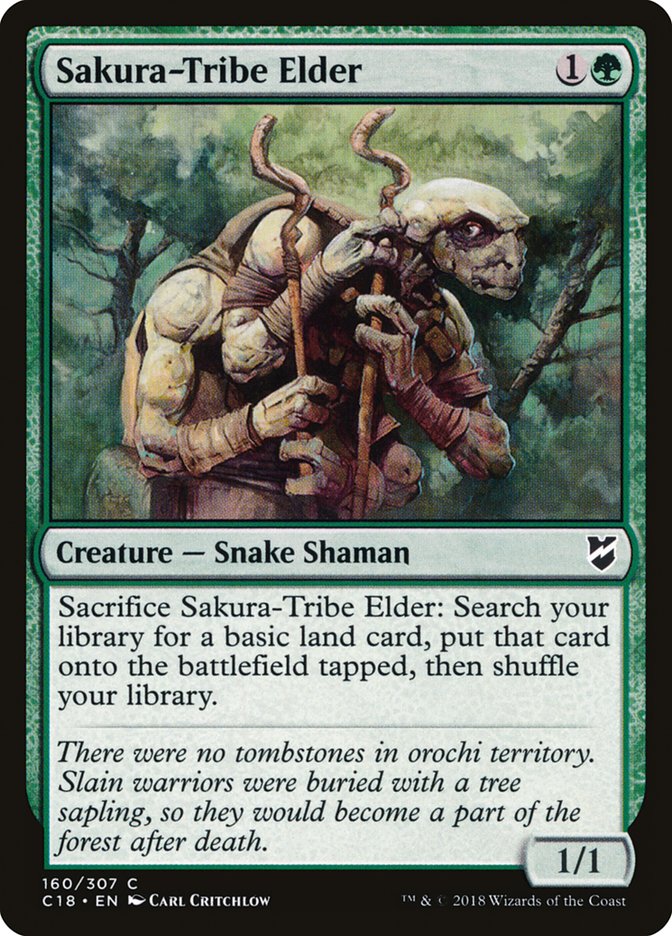 Sakura-Tribe Elder 1
Creature — Snake Shaman
Sacrifice Sakura-Tribe Elder: Search your
library for a basic land card, put that card
onto the battlefield tapped, then shuffle
your library.
There were no tombstones in orochi territory.
Slain warriors were buried with a tree
sapling, so they would become a part of the
forest after death.
1/1
160/307 C
C18 • EN Carl Critchlow
™ & © 2018 Wizards of the Coast